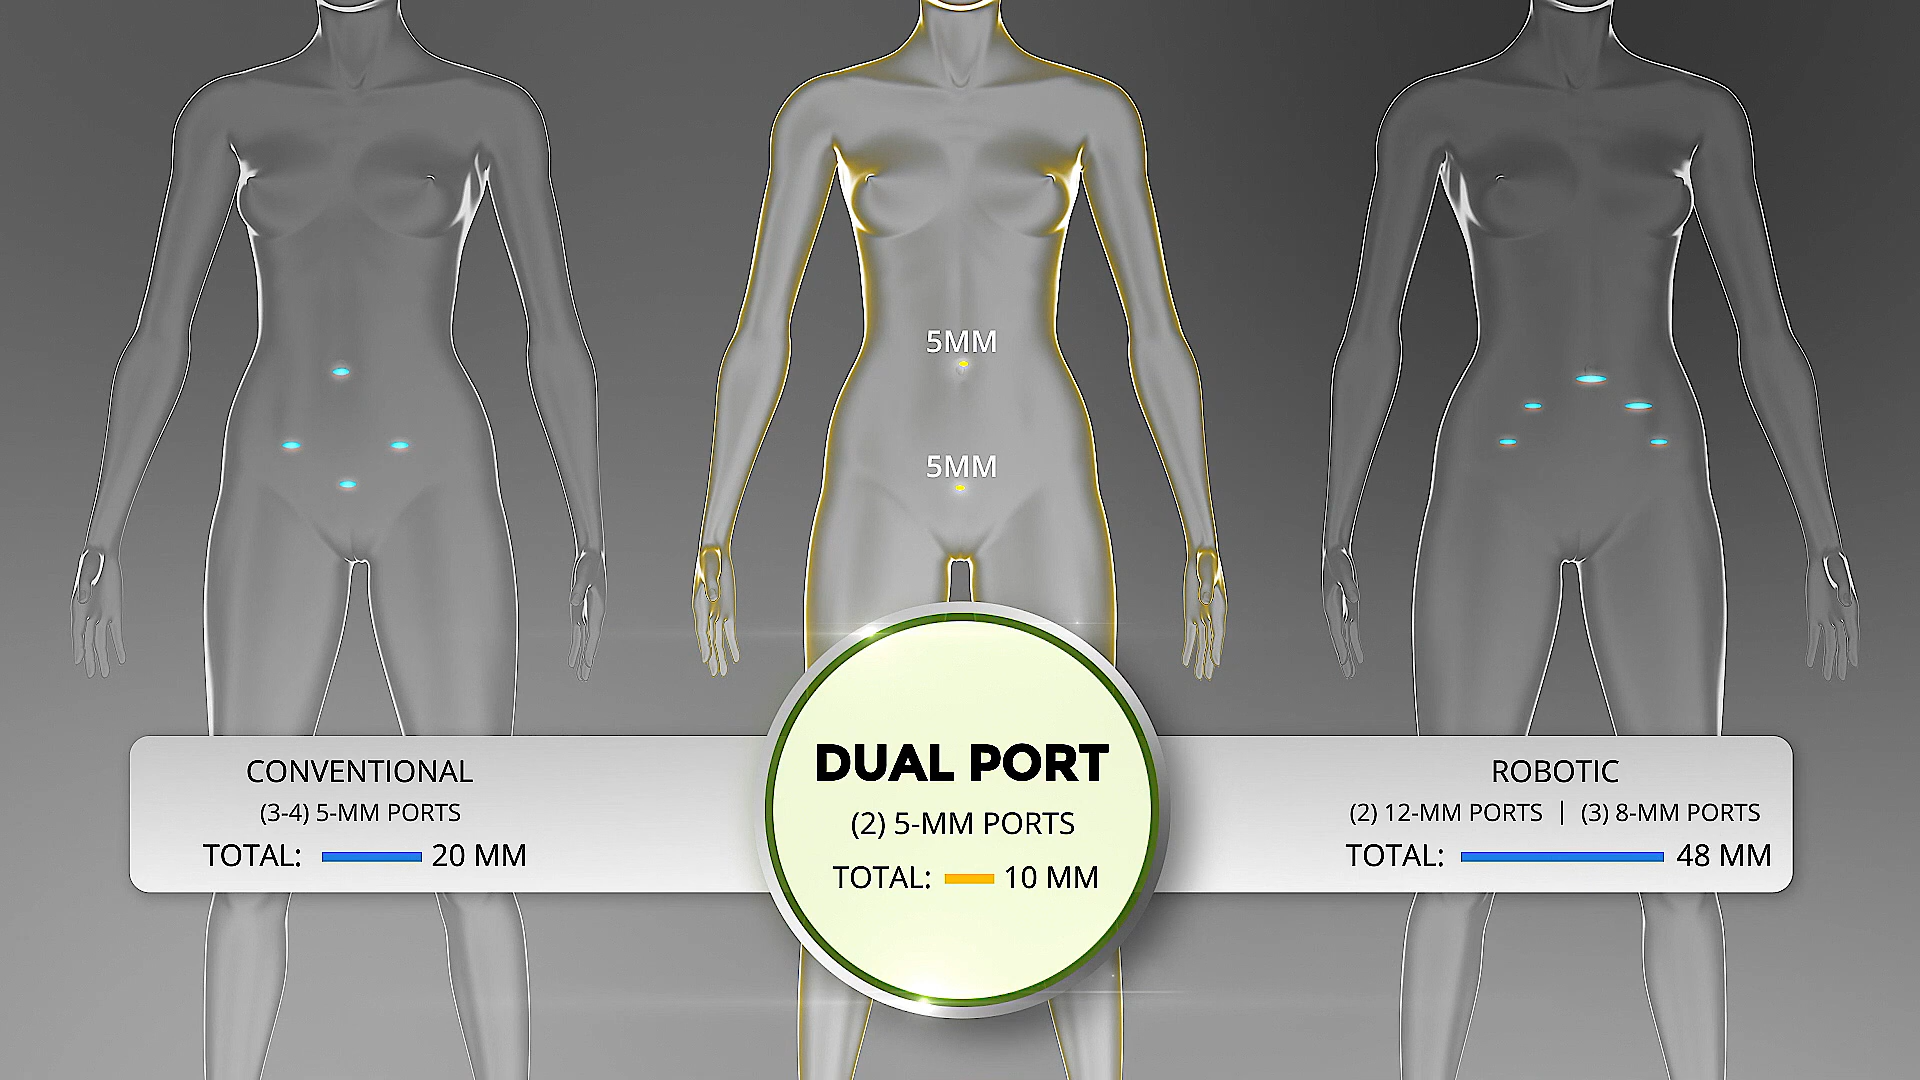 5MM
5MM
CONVENTIONAL
(3-4) 5-MM PORTS
TOTAL: 20 MM
DUAL PORT
(2) 5-MM PORTS
TOTAL: 10 MM
ROBOTIC
(2) 12-MM PORTS | (3) 8-MM PORTS
TOTAL: 48 MM